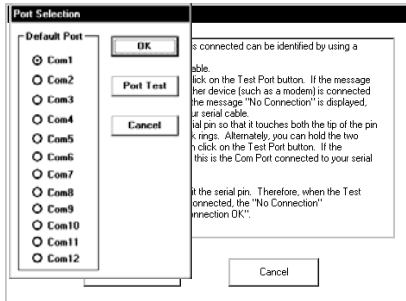 Port Selection
Default Port
Com1
Com2
Com3
Com4
Com5
Com6
Com7
Com8
Com9
Com10
Com11
Com12
OK
Port Test
Cancel
s connected can be identified by using a
able.
lick on the Test Port button. If the message
her device (such as a modem) is connected
the message "No Connection" is displayed,
ur serial cable.
ial pin so that it touches both the tip of the pin
k rings. Alternately, you can hold the two
n click on the Test Port button. If the
this is the Com Port connected to your serial
it the serial pin. Therefore, when the Test
onnected, the "No Connection"
nnection OK".
Cancel